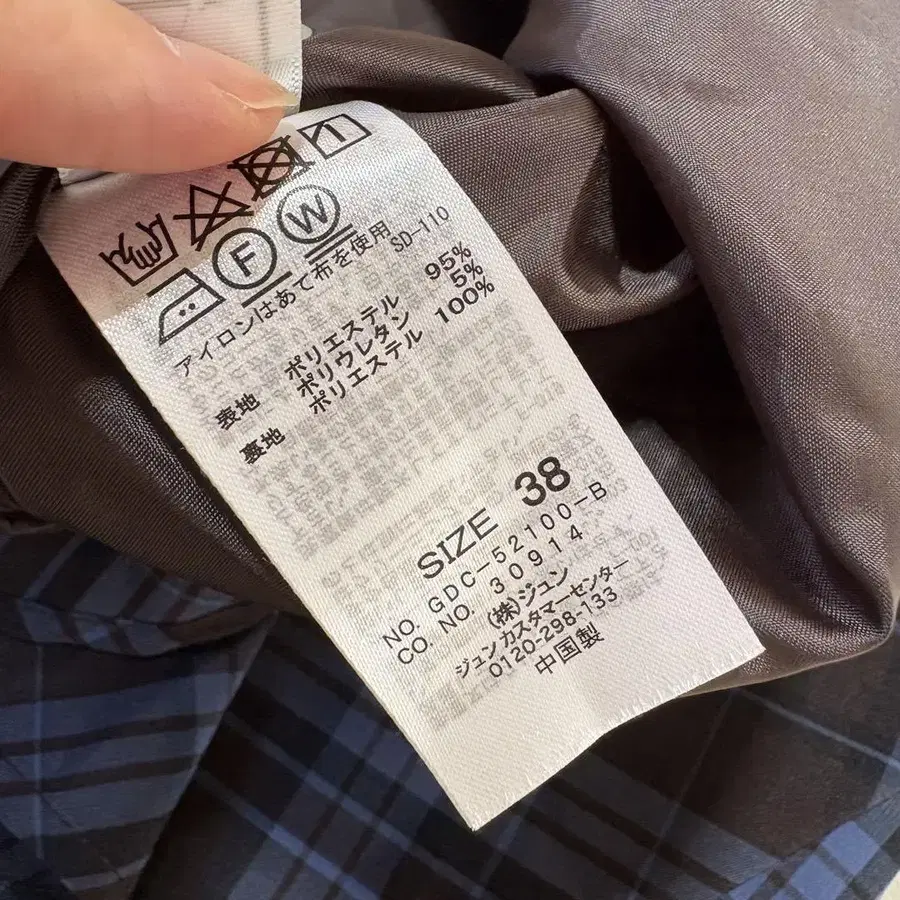 F W
アイロンはあて布を使用
SD-110
表地 ポリエステル 95%
ポリウレタン 5%
裏地 ポリエステル 100%
SIZE 38
NO. GDC-52100-B
CO. NO. 30914
(株)ジュン
ジュンカスタマーセンター
0120-298-133
中国製